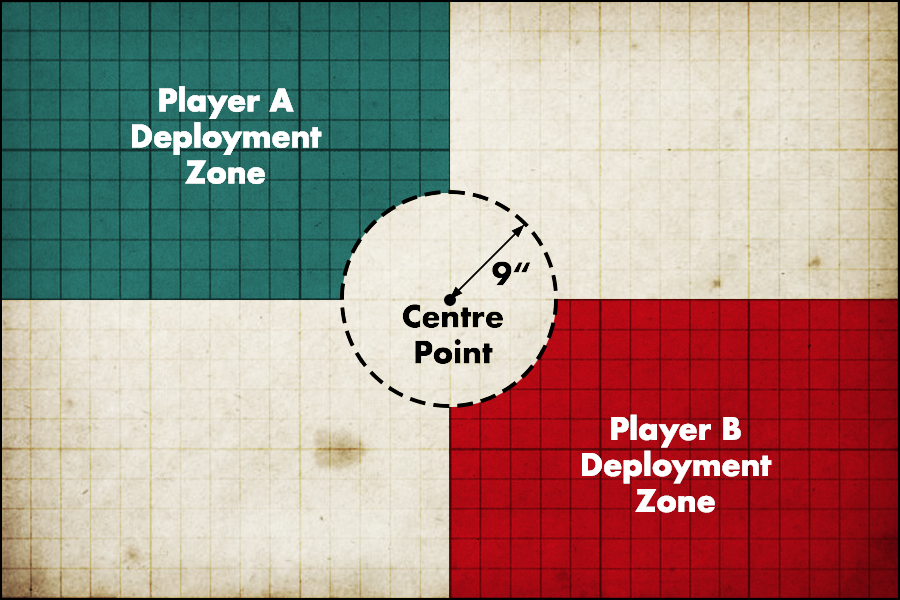 Player A
Deployment
Zone
9“
Centre
Point
Player B
Deployment
Zone